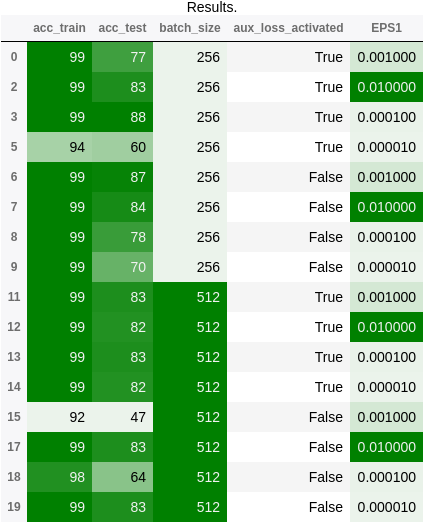 Results.
acc_train acc_test batch_size aux_loss_activated EPS1
0 99 77 256 True 0.001000
2 99 83 256 True 0.010000
3 99 88 256 True 0.000100
5 94 60 256 True 0.000010
6 99 87 256 False 0.001000
7 99 84 256 False 0.010000
8 99 78 256 False 0.000100
9 99 70 256 False 0.000010
11 99 83 512 True 0.001000
12 99 82 512 True 0.010000
13 99 83 512 True 0.000100
14 99 82 512 True 0.000010
15 92 47 512 False 0.001000
17 99 83 512 False 0.010000
18 98 64 512 False 0.000100
19 99 83 512 False 0.000010